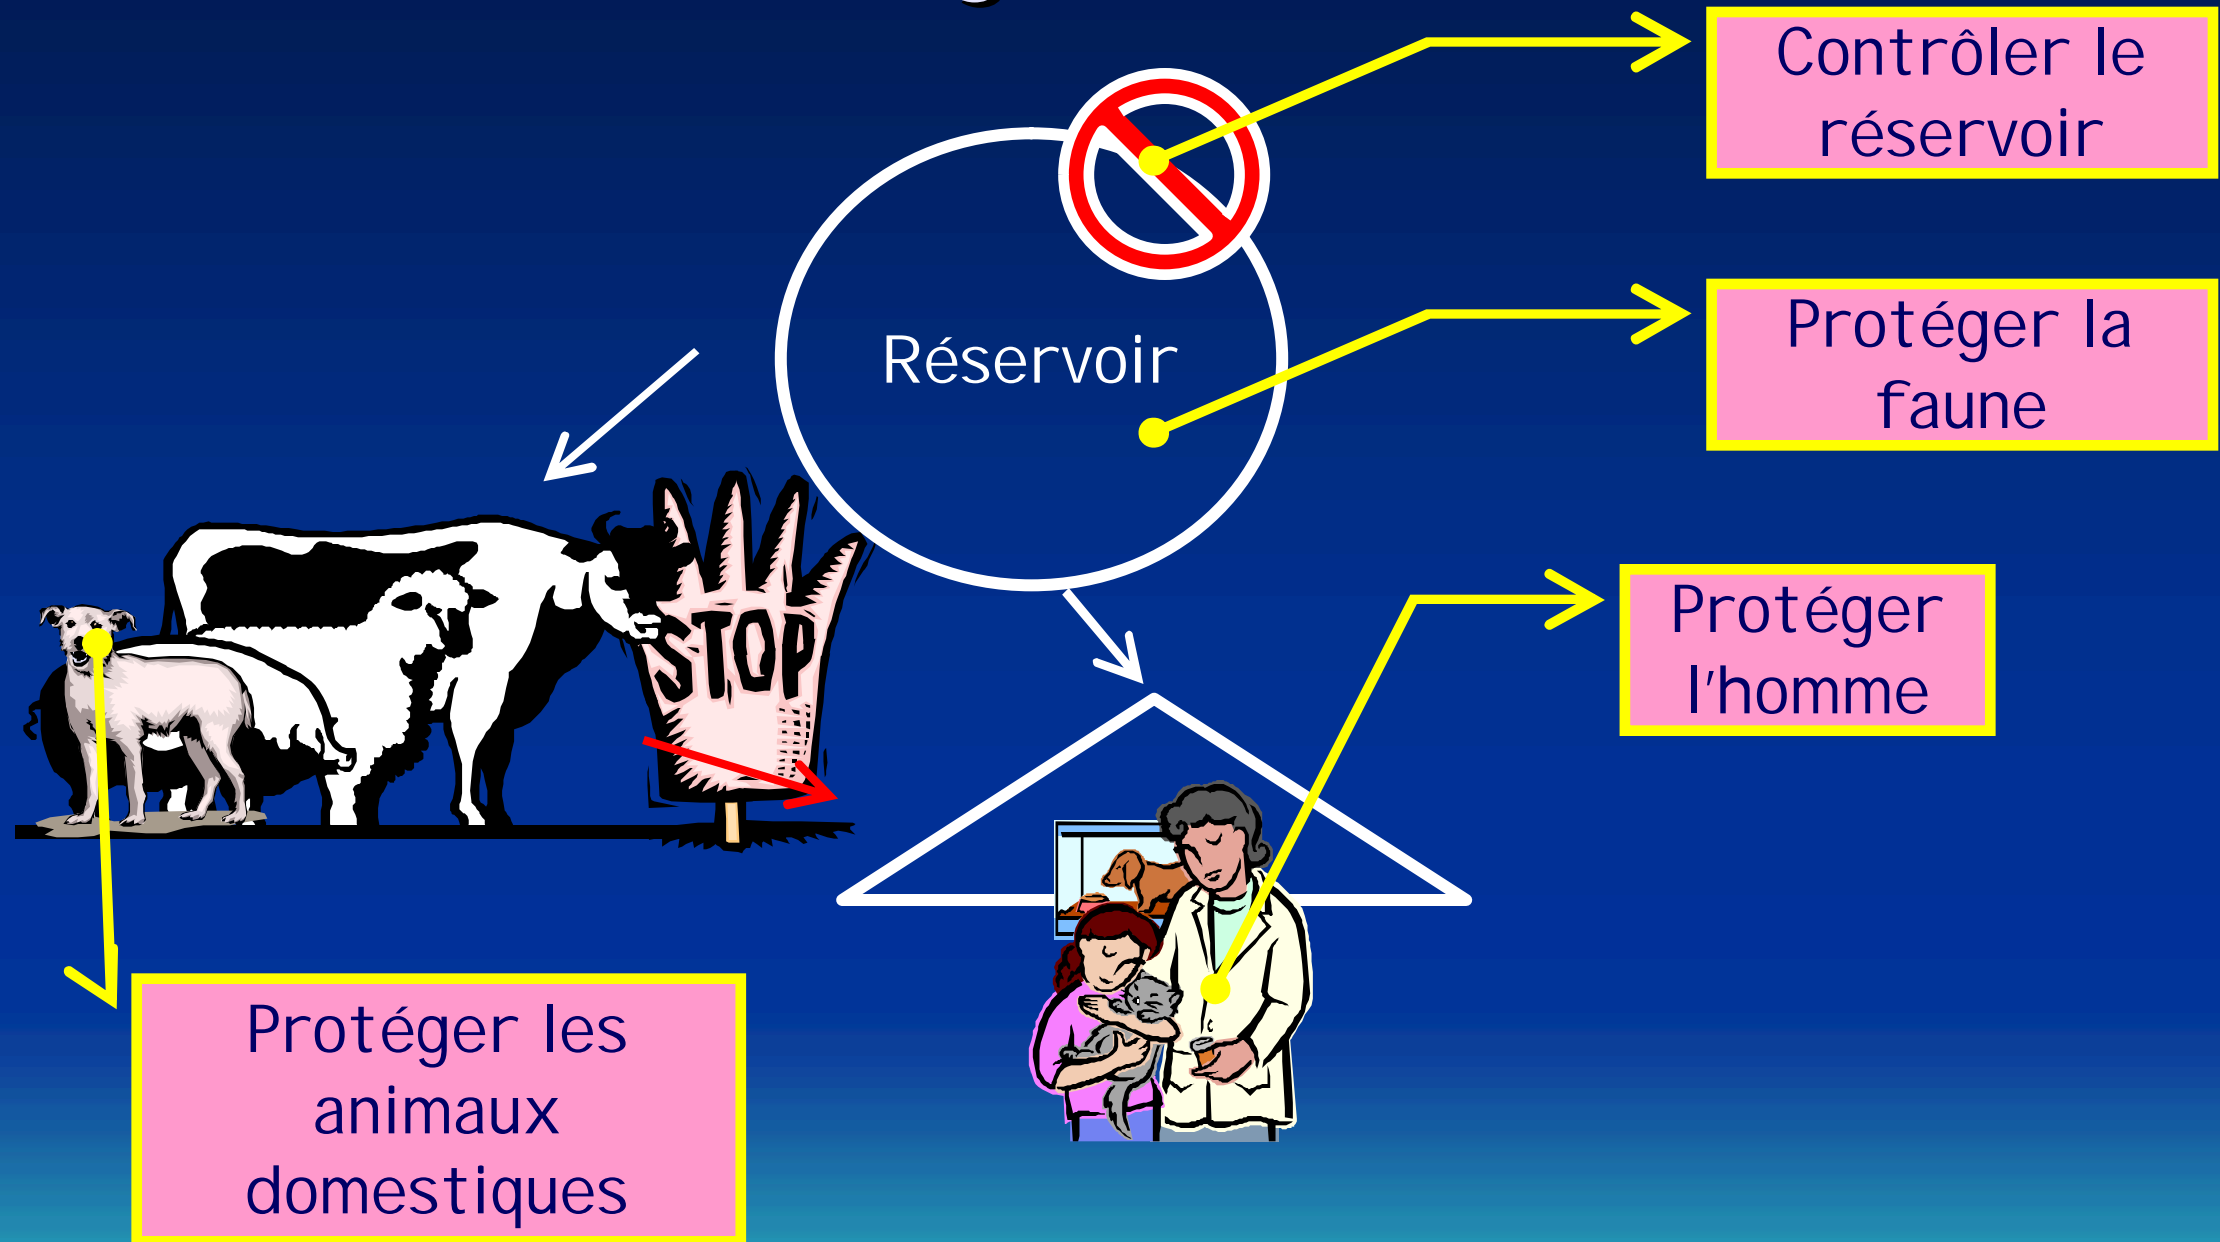 Contrôler le
réservoir
Protéger la
faune
Réservoir
Protéger
l'homme
STOP
Protéger les
animaux
domestiques